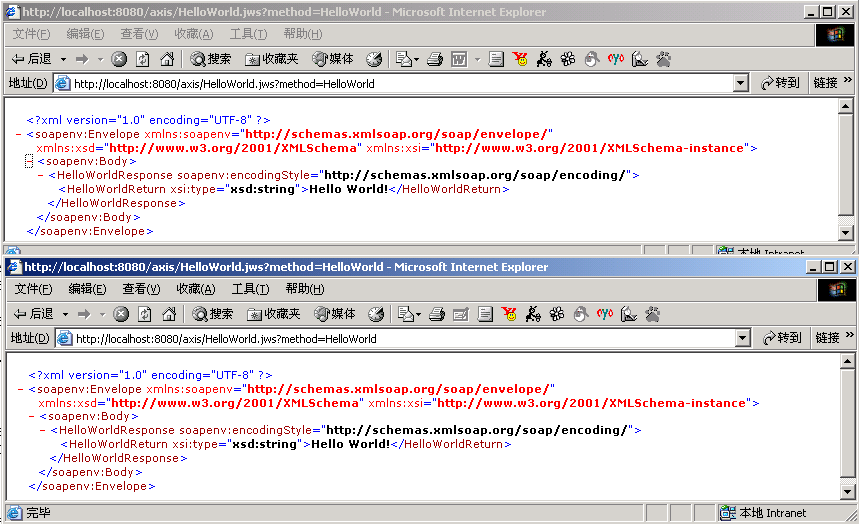 http://localhost:8080/axis/HelloWorld.jws?method=HelloWorld - Microsoft Internet Explorer
文件(F) 编辑(E) 查看(V) 收藏(A) 工具(T) 帮助(H)
后退 搜索 收藏夹 媒体
地址(D) http://localhost:8080/axis/HelloWorld.jws?method=HelloWorld 转到 链接 »
<?xml version="1.0" encoding="UTF-8" ?>
- <soapenv:Envelope xmlns:soapenv="http://schemas.xmlsoap.org/soap/envelope/"
xmlns:xsd="http://www.w3.org/2001/XMLSchema" xmlns:xsi="http://www.w3.org/2001/XMLSchema-instance">
- <soapenv:Body>
- <HelloWorldResponse soapenv:encodingStyle="http://schemas.xmlsoap.org/soap/encoding/">
<HelloWorldReturn xsi:type="xsd:string">Hello World!</HelloWorldReturn>
</HelloWorldResponse>
</soapenv:Body>
</soapenv:Envelope>
本地 Intranet
http://localhost:8080/axis/HelloWorld.jws?method=HelloWorld - Microsoft Internet Explorer
文件(F) 编辑(E) 查看(V) 收藏(A) 工具(T) 帮助(H)
后退 搜索 收藏夹 媒体
地址(D) http://localhost:8080/axis/HelloWorld.jws?method=HelloWorld 转到 链接 »
<?xml version="1.0" encoding="UTF-8" ?>
- <soapenv:Envelope xmlns:soapenv="http://schemas.xmlsoap.org/soap/envelope/"
xmlns:xsd="http://www.w3.org/2001/XMLSchema" xmlns:xsi="http://www.w3.org/2001/XMLSchema-instance">
- <soapenv:Body>
- <HelloWorldResponse soapenv:encodingStyle="http://schemas.xmlsoap.org/soap/encoding/">
<HelloWorldReturn xsi:type="xsd:string">Hello World!</HelloWorldReturn>
</HelloWorldResponse>
</soapenv:Body>
</soapenv:Envelope>
完毕 本地 Intranet